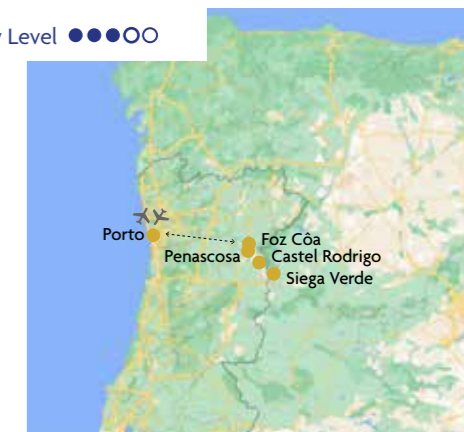 Level
Porto
Foz Côa
Penascosa
Castel Rodrigo
Siega Verde